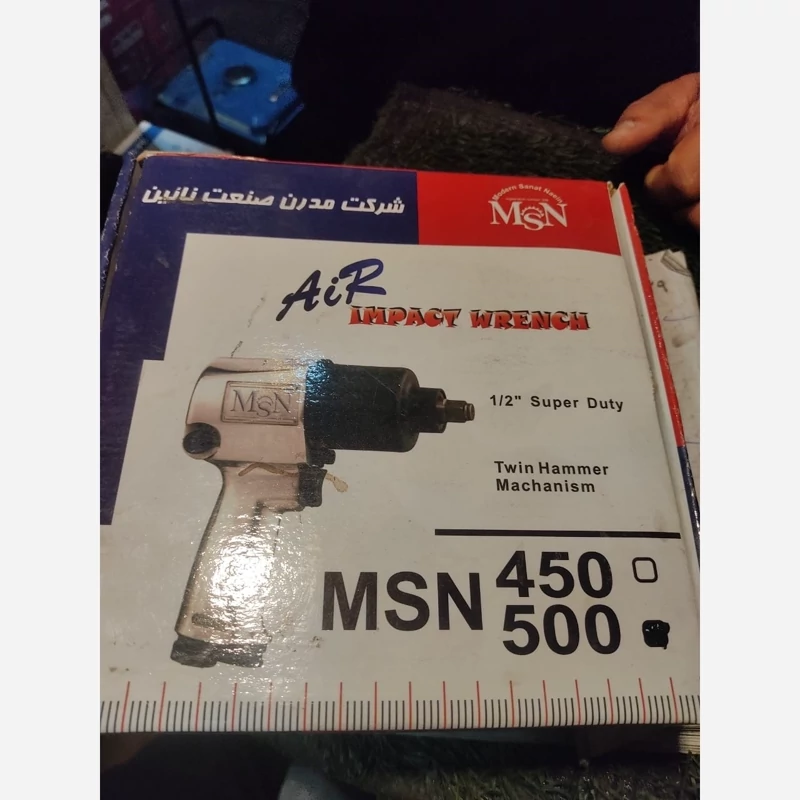 شرکت مدرن صنعت نائین
Modern Sanat Naein
MSN
AiR
IMPACT WRENCH
MSN
1/2" Super Duty
Twin Hammer
Machanism
MSN 450
500